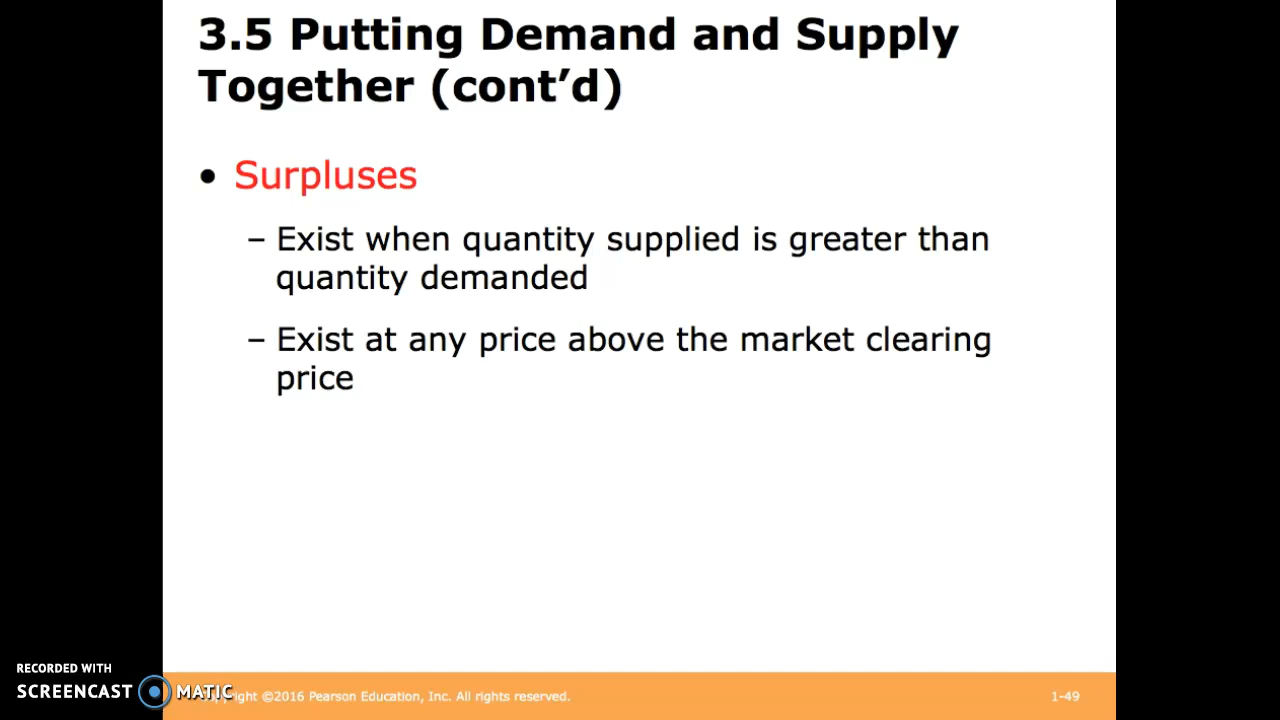 3.5 Putting Demand and Supply
Together (cont’d)
• Surpluses
– Exist when quantity supplied is greater than
quantity demanded
– Exist at any price above the market clearing
price
RECORDED WITH
SCREENCAST MATIC
©2016 Pearson Education, Inc. All rights reserved.
1-49